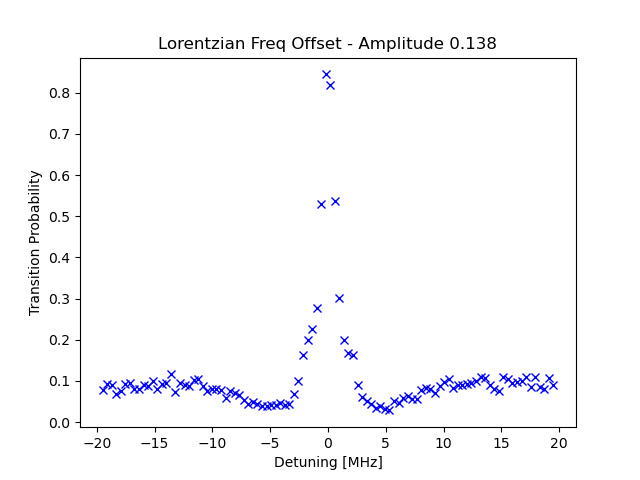 Lorentzian Freq Offset - Amplitude 0.138
Transition Probability
0.8
0.7
0.6
0.5
0.4
0.3
0.2
0.1
0.0
−20 −15 −10 −5 0 5 10 15 20
Detuning [MHz]